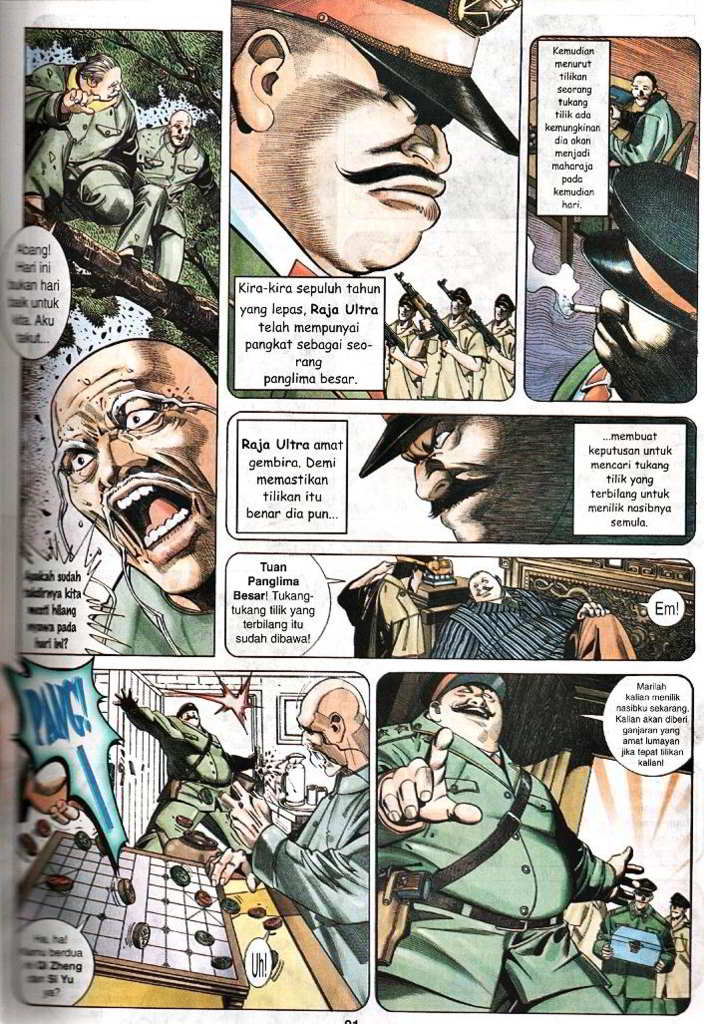 Abang!
Hari ini
bukan hari
baik untuk
kita. Aku
takut...
Apakah sudah
takdirnya kita
mesti hilang
nyawa pada
hari ini?
Kira-kira sepuluh tahun
yang lepas, Raja Ultra
telah mempunyai
pangkat sebagai seo-
rang
panglima besar.
Kemudian
menurut
tilikan
seorang
tukang
tilik ada
kemungkinan
dia akan
menjadi
maharaja
pada
kemudian
hari.
Raja Ultra amat
gembira. Demi
memastikan
tilikan itu
benar dia pun...
...membuat
keputusan untuk
mencari tukang
tilik yang
terbilang untuk
menilik nasibnya
semula.
Tuan
Panglima
Besar! Tukang-
tukang tilik yang
terbilang itu
sudah dibawa!
Em!
PANG!
Ha, ha!
Kamu berdua
ini Qi Zheng
dan Si Yu
ya?
Uh!
Marilah
kalian menilik
nasibku sekarang.
Kalian akan diberi
ganjaran yang
amat lumayan
jika tepat tilikan
kalian!
91